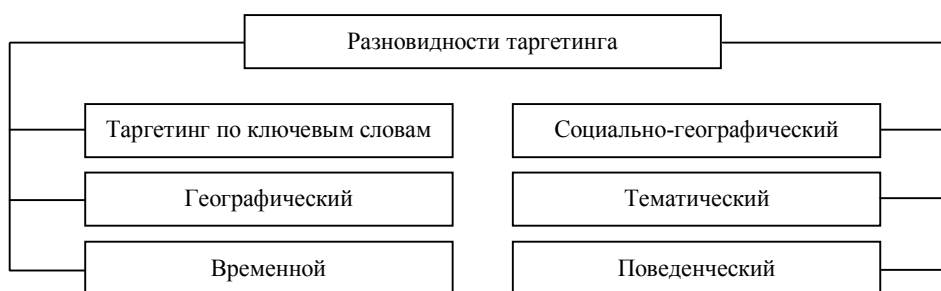 Разновидности таргетинга
Таргетинг по ключевым словам
Социально-географический
Географический
Тематический
Временной
Поведенческий